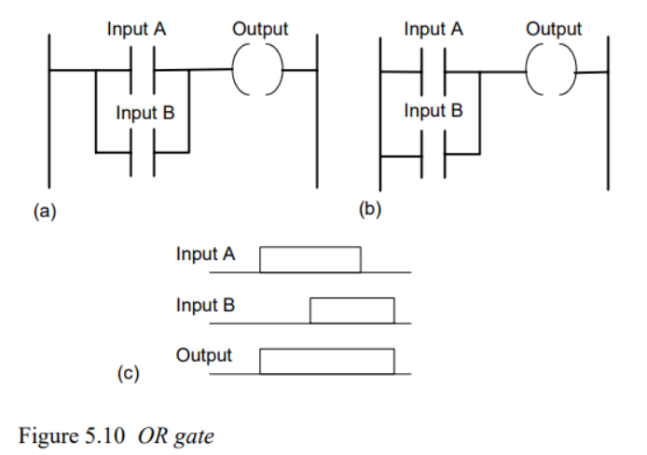 Input A Output Input A Output
Input B Input B
(a) (b)
Input A
Input B
Output
(c)
Figure 5.10 OR gate